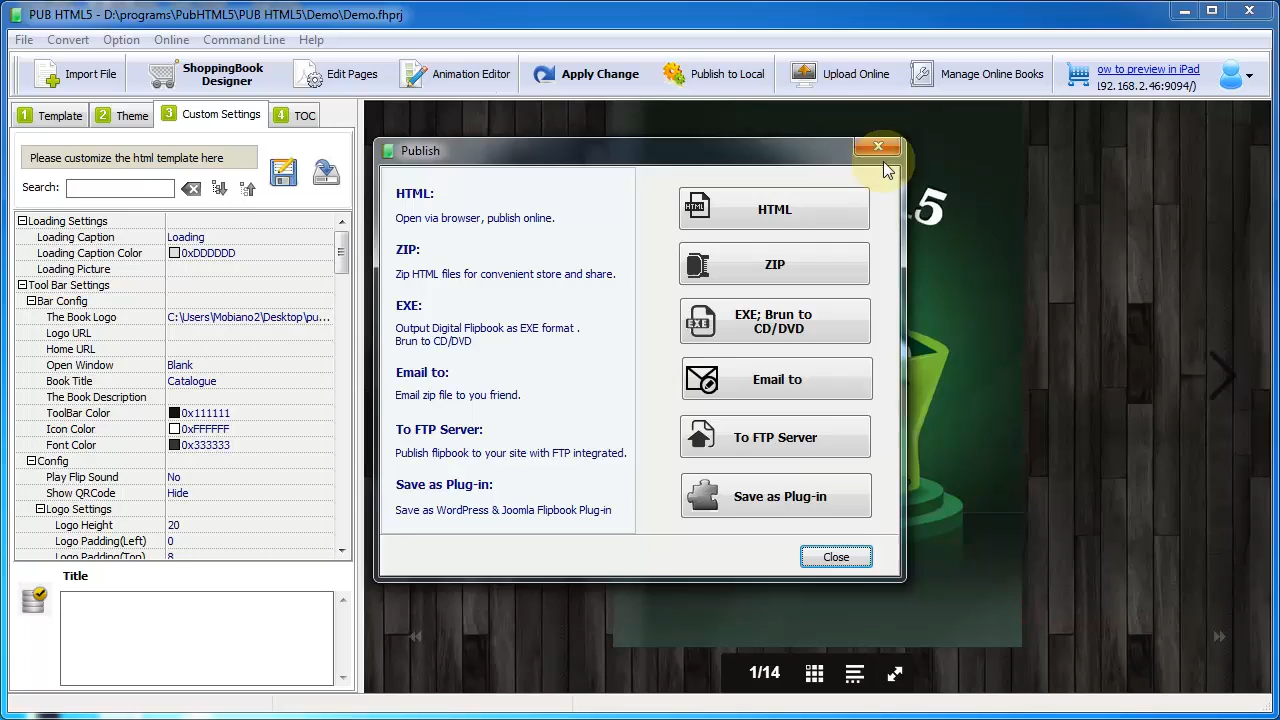 PUB HTML5 - D:\programs\PubHTML5\PUB HTML5\Demo\Demo.fhprj
File Convert Option Online Command Line Help
Import File
ShoppingBook
Designer
Edit Pages
Animation Editor
Apply Change
Publish to Local
Upload Online
Manage Online Books
ow to preview in iPad
192.168.2.46:9094/)
1 Template
2 Theme
3 Custom Settings
4 TOC
Please customize the html template here
Search:
Loading Settings
Loading Caption Loading
Loading Caption Color 0xDDDDDD
Loading Picture
Tool Bar Settings
Bar Config
The Book Logo C:\Users\Mobiano2\Desktop\pu...
Logo URL
Home URL
Open Window Blank
Book Title Catalogue
The Book Description
ToolBar Color 0x111111
Icon Color 0xFFFFFF
Font Color 0x333333
Config
Play Flip Sound No
Show QRCode Hide
Logo Settings
Logo Height 20
Logo Padding(Left) 0
Logo Padding(Top) 8
Title
Publish
HTML:
Open via browser, publish online.
ZIP:
Zip HTML files for convenient store and share.
EXE:
Output Digital Flipbook as EXE format .
Brun to CD/DVD
Email to:
Email zip file to you friend.
To FTP Server:
Publish flipbook to your site with FTP integrated.
Save as Plug-in:
Save as WordPress & Joomla Flipbook Plug-in
HTML HTML
ZIP
EXE EXE; Brun to
CD/DVD
Email to
To FTP Server
Save as Plug-in
Close
5
1/14